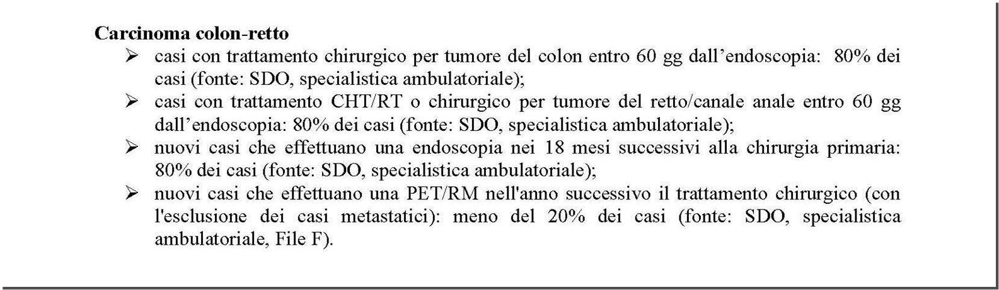 Carcinoma colon-retto
➢ casi con trattamento chirurgico per tumore del colon entro 60 gg dall’endoscopia: 80% dei
casi (fonte: SDO, specialistica ambulatoriale);
➢ casi con trattamento CHT/RT o chirurgico per tumore del retto/canale anale entro 60 gg
dall’endoscopia: 80% dei casi (fonte: SDO, specialistica ambulatoriale);
➢ nuovi casi che effettuano una endoscopia nei 18 mesi successivi alla chirurgia primaria:
80% dei casi (fonte: SDO, specialistica ambulatoriale);
➢ nuovi casi che effettuano una PET/RM nell'anno successivo il trattamento chirurgico (con
l'esclusione dei casi metastatici): meno del 20% dei casi (fonte: SDO, specialistica
ambulatoriale, File F).